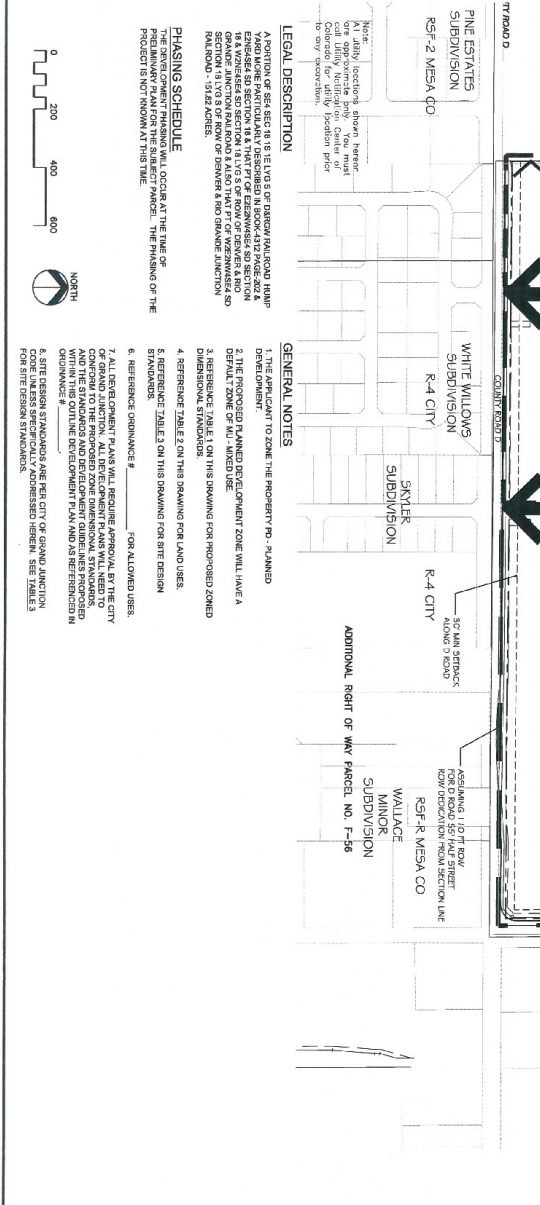 TY ROAD D
COUNTY ROAD D
PINE ESTATES
SUBDIVISION
RSF-2 MESA CO
WHITE WILLOWS
SUBDIVISION
R-4 CITY
SKYLER
SUBDIVISION
R-4 CITY
30' MIN SETBACK
ALONG D ROAD
ASSUMING 110 FT ROW
FOR D ROAD 55' HALF STREET
ROW DEDICATION FROM SECTION LINE
RSF-R MESA CO
WALLACE
MINOR
SUBDIVISION
ADDITIONAL RIGHT OF WAY PARCEL NO. F-56
Note:
All utility locations shown hereon
are approximate only. You must
call Utility Notification Center of
Colorado for utility location prior
to any excavation.
LEGAL DESCRIPTION
A PORTION OF SE4 SEC 18 1S 1E LYG S OF D&RGW RAILROAD HUMP
YARD MORE PARTICULARLY DESCRIBED IN BOOK-4312 PAGE-202 &
E2NE4SE4 SD SECTION 18 & THAT PT OF E2E2NW4SE4 SD SECTION
18 & W2NE4SE4 SD SECTION 18 LYG S OF ROW OF DENVER & RIO
GRANDE JUNCTION RAILROAD & ALSO THAT PT OF W2E2NW4SE4 SD
SECTION 18 LYG S OF ROW OF DENVER & RIO GRANDE JUNCTION
RAILROAD - 151.82 ACRES.
PHASING SCHEDULE
THE DEVELOPMENT PHASING WILL OCCUR AT THE TIME OF
PRELIMINARY PLAN FOR THE SUBJECT PARCEL. THE PHASING OF THE
PROJECT IS NOT KNOWN AT THIS TIME.
0 200 400 600
NORTH
GENERAL NOTES
1. THE APPLICANT TO ZONE THE PROPERTY PD - PLANNED
DEVELOPMENT.
2. THE PROPOSED PLANNED DEVELOPMENT ZONE WILL HAVE A
DEFAULT ZONE OF MU - MIXED USE.
3. REFERENCE TABLE 1 ON THIS DRAWING FOR PROPOSED ZONED
DIMENSIONAL STANDARDS.
4. REFERENCE TABLE 2 ON THIS DRAWING FOR LAND USES.
5. REFERENCE TABLE 3 ON THIS DRAWING FOR SITE DESIGN
STANDARDS.
6. REFERENCE ORDINANCE #__________ FOR ALLOWED USES.
7. ALL DEVELOPMENT PLANS WILL REQUIRE APPROVAL BY THE CITY
OF GRAND JUNCTION. ALL DEVELOPMENT PLANS WILL NEED TO
CONFORM TO THE PROPOSED ZONE DIMENSIONAL STANDARDS,
AND THE STANDARDS AND DEVELOPMENT GUIDELINES PROPOSED
WITHIN THIS OUTLINE DEVELOPMENT PLAN AND AS REFERENCED IN
ORDINANCE #__________.
8. SITE DESIGN STANDARDS ARE PER CITY OF GRAND JUNCTION
CODE UNLESS SPECIFICALLY ADDRESSED HEREIN. SEE TABLE 3
FOR SITE DESIGN STANDARDS.